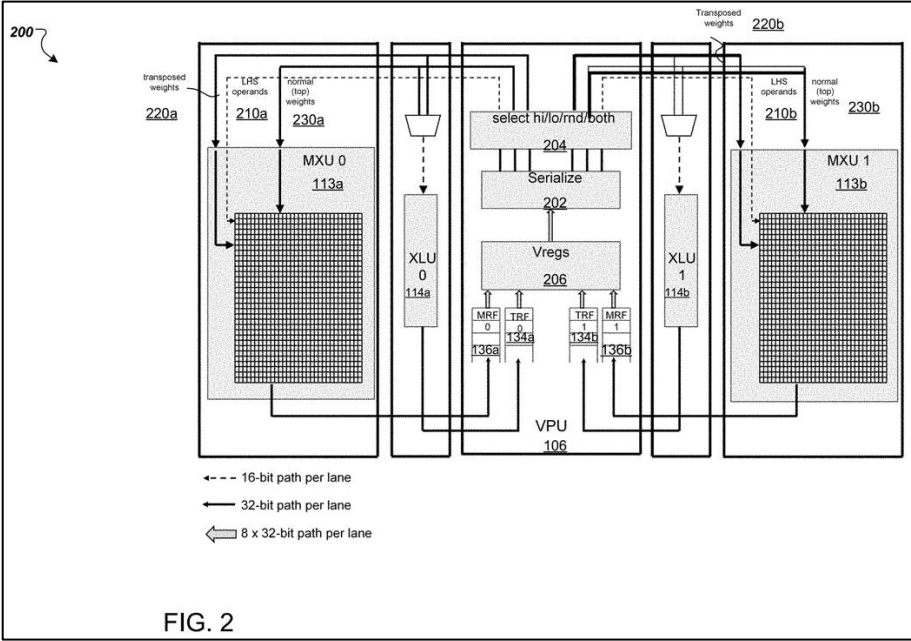 200
Transposed
weights
220b
transposed
weights
220a
LHS
operands
210a
normal
(top)
weights
230a
LHS
operands
210b
normal
(top)
weights
230b
select hi/lo/rnd/both
204
MXU 0
113a
MXU 1
113b
Serialize
202
XLU
0
114a
XLU
1
114b
Vregs
206
MRF
0
136a
TRF
0
134a
TRF
1
134b
MRF
1
136b
VPU
106
16-bit path per lane
32-bit path per lane
8 x 32-bit path per lane
FIG. 2